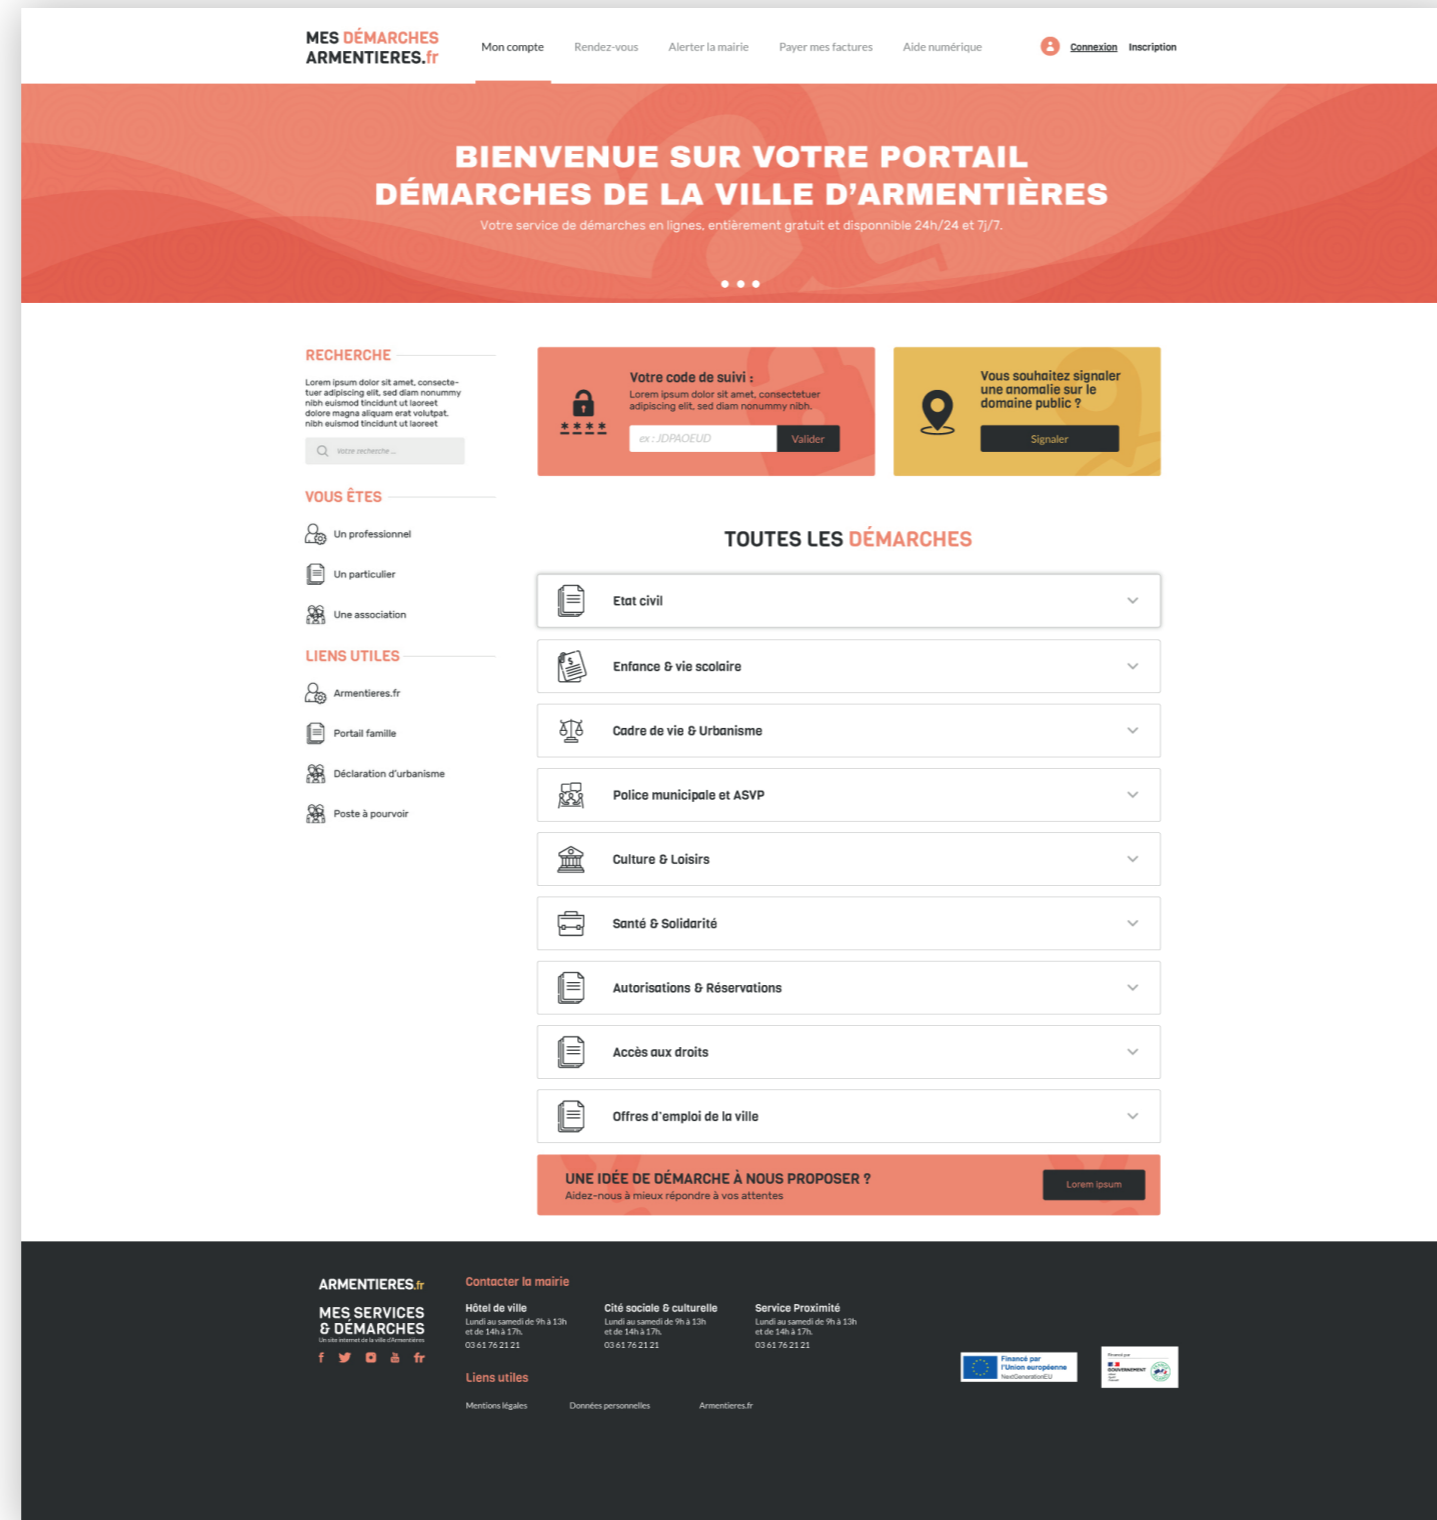 MES DÉMARCHES
ARMENTIERES.fr
Mon compte
Rendez-vous
Alerter la mairie
Payer mes factures
Aide numérique
Connexion
Inscription
BIENVENUE SUR VOTRE PORTAIL
DÉMARCHES DE LA VILLE D'ARMENTIÈRES
Votre service de démarches en lignes, entièrement gratuit et disponnible 24h/24 et 7j/7.
RECHERCHE
Lorem ipsum dolor sit amet, consecte-
tuer adipiscing elit, sed diam nonummy
nibh euismod tincidunt ut laoreet
dolore magna aliquam erat volutpat.
nibh euismod tincidunt ut laoreet
Votre recherche ...
VOUS ÊTES
Un professionnel
Un particulier
Une association
LIENS UTILES
Armentieres.fr
Portail famille
Déclaration d'urbanisme
Poste à pourvoir
Votre code de suivi :
Lorem ipsum dolor sit amet, consectetuer
adipiscing elit, sed diam nonummy nibh.
****
ex : JDPAOEUD
Valider
Vous souhaitez signaler
une anomalie sur le
domaine public ?
Signaler
TOUTES LES DÉMARCHES
Etat civil
Enfance & vie scolaire
Cadre de vie & Urbanisme
Police municipale et ASVP
Culture & Loisirs
Santé & Solidarité
Autorisations & Réservations
Accès aux droits
Offres d'emploi de la ville
UNE IDÉE DE DÉMARCHE À NOUS PROPOSER ?
Aidez-nous à mieux répondre à vos attentes
Lorem ipsum
ARMENTIERES.fr
MES SERVICES
& DÉMARCHES
Un site internet de la ville d'Armentières
Contacter la mairie
Hôtel de ville
Lundi au samedi de 9h à 13h
et de 14h à 17h.
03 61 76 21 21
Cité sociale & culturelle
Lundi au samedi de 9h à 13h
et de 14h à 17h.
03 61 76 21 21
Service Proximité
Lundi au samedi de 9h à 13h
et de 14h à 17h.
03 61 76 21 21
Liens utiles
Mentions légales
Données personnelles
Armentieres.fr
Financé par
l'Union européenne
NextGenerationEU
Financé par
GOUVERNEMENT